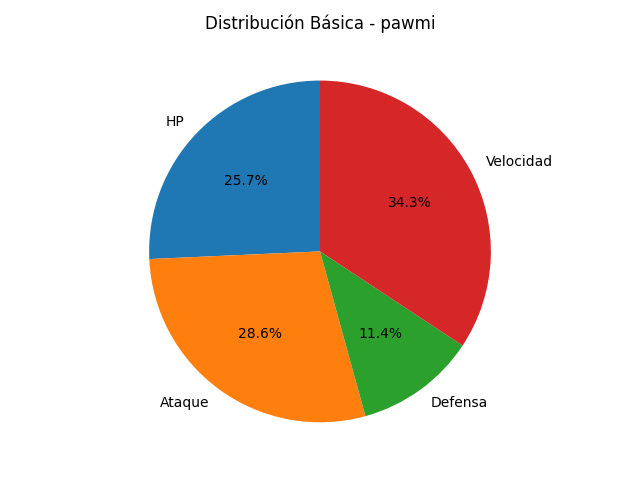 Distribución Básica - pawmi
HP
25.7%
Velocidad
34.3%
28.6%
11.4%
Ataque
Defensa